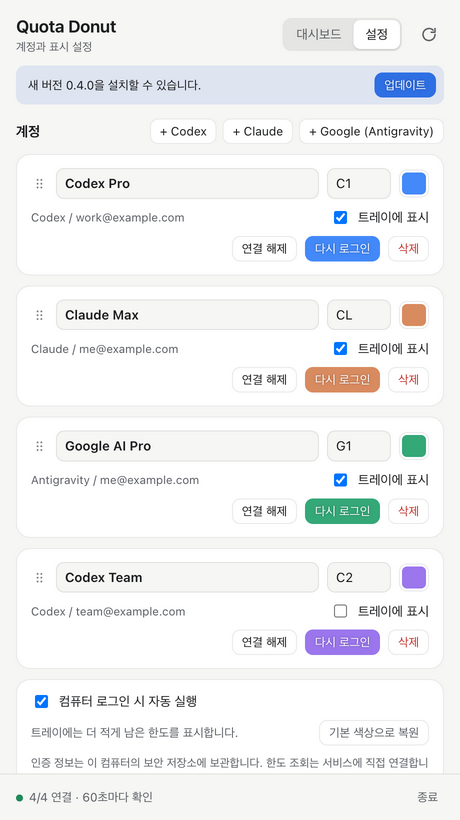 Quota Donut
계정과 표시 설정
대시보드 설정
새 버전 0.4.0을 설치할 수 있습니다. 업데이트
계정 + Codex + Claude + Google (Antigravity)
Codex Pro C1
Codex / work@example.com 트레이에 표시
연결 해제 다시 로그인 삭제
Claude Max CL
Claude / me@example.com 트레이에 표시
연결 해제 다시 로그인 삭제
Google AI Pro G1
Antigravity / me@example.com 트레이에 표시
연결 해제 다시 로그인 삭제
Codex Team C2
Codex / team@example.com 트레이에 표시
연결 해제 다시 로그인 삭제
컴퓨터 로그인 시 자동 실행
트레이에는 더 적게 남은 한도를 표시합니다. 기본 색상으로 복원
인증 정보는 이 컴퓨터의 보안 저장소에 보관합니다. 한도 조회는 서비스에 직접 연결합니
4/4 연결 · 60초마다 확인 종료